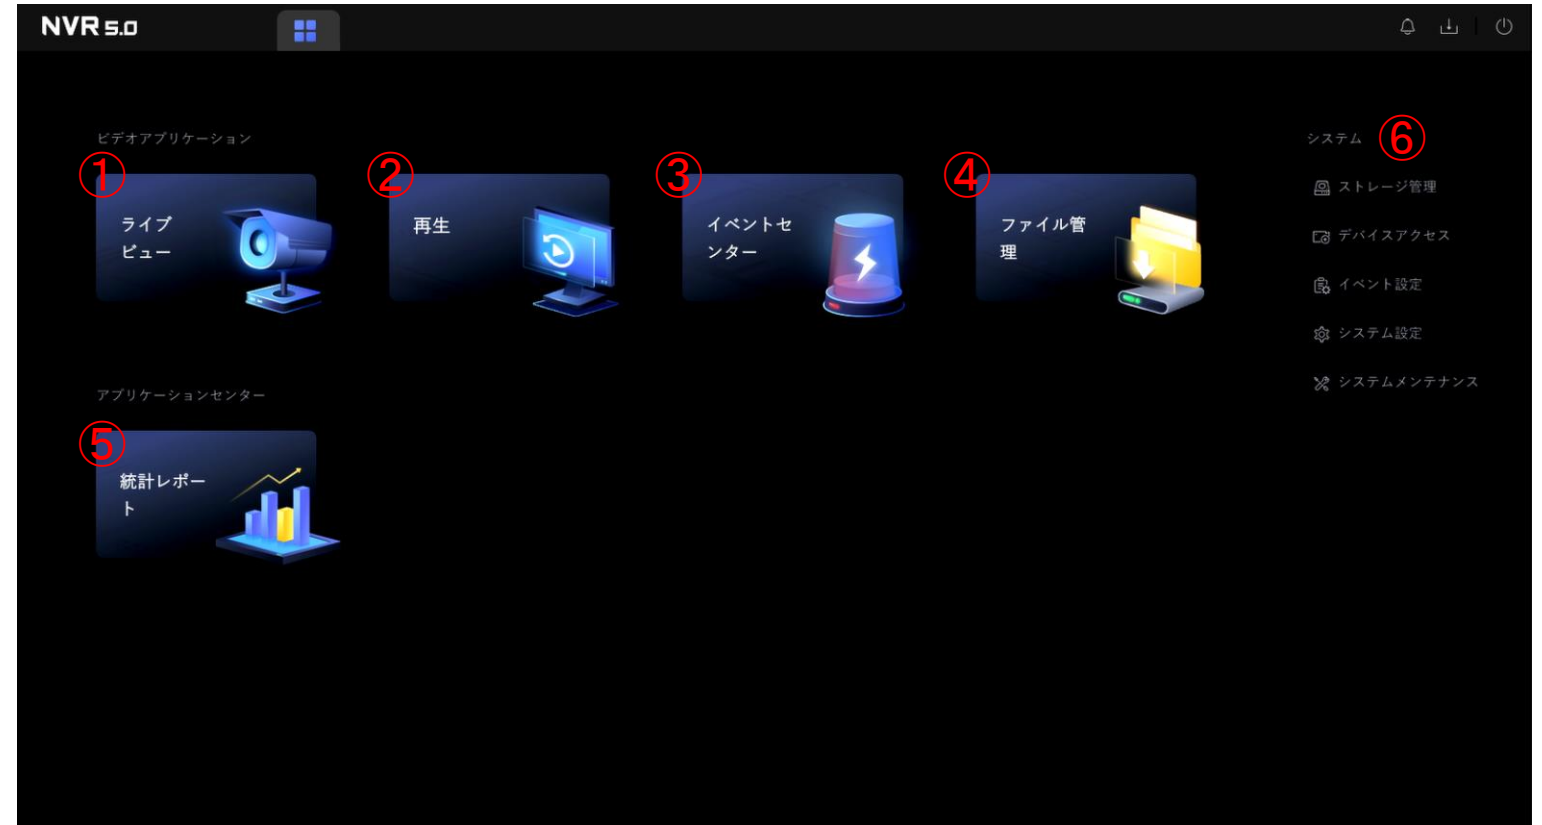 NVR 5.0
ビデオアプリケーション
①
ライブ
ビュー
②
再生
③
イベントセ
ンター
④
ファイル管
理
アプリケーションセンター
⑤
統計レポー
ト
システム ⑥
ストレージ管理
デバイスアクセス
イベント設定
システム設定
システムメンテナンス